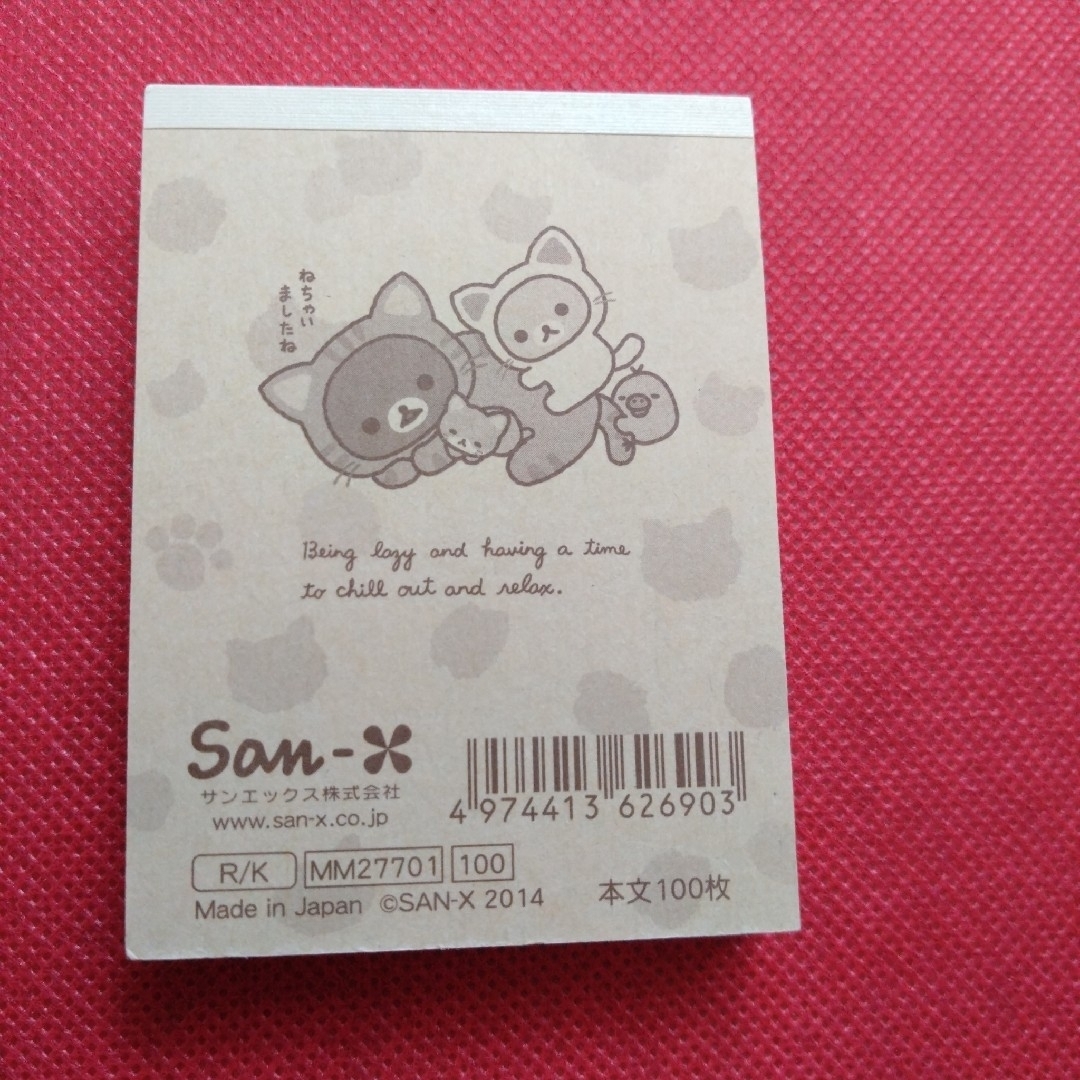 ねちゃい
ましたね
Being lazy and having a time
to chill out and relax.
San-X
サンエックス株式会社
www.san-x.co.jp
4 974413 626903
R/K MM27701 100
Made in Japan ©SAN-X 2014
本文100枚